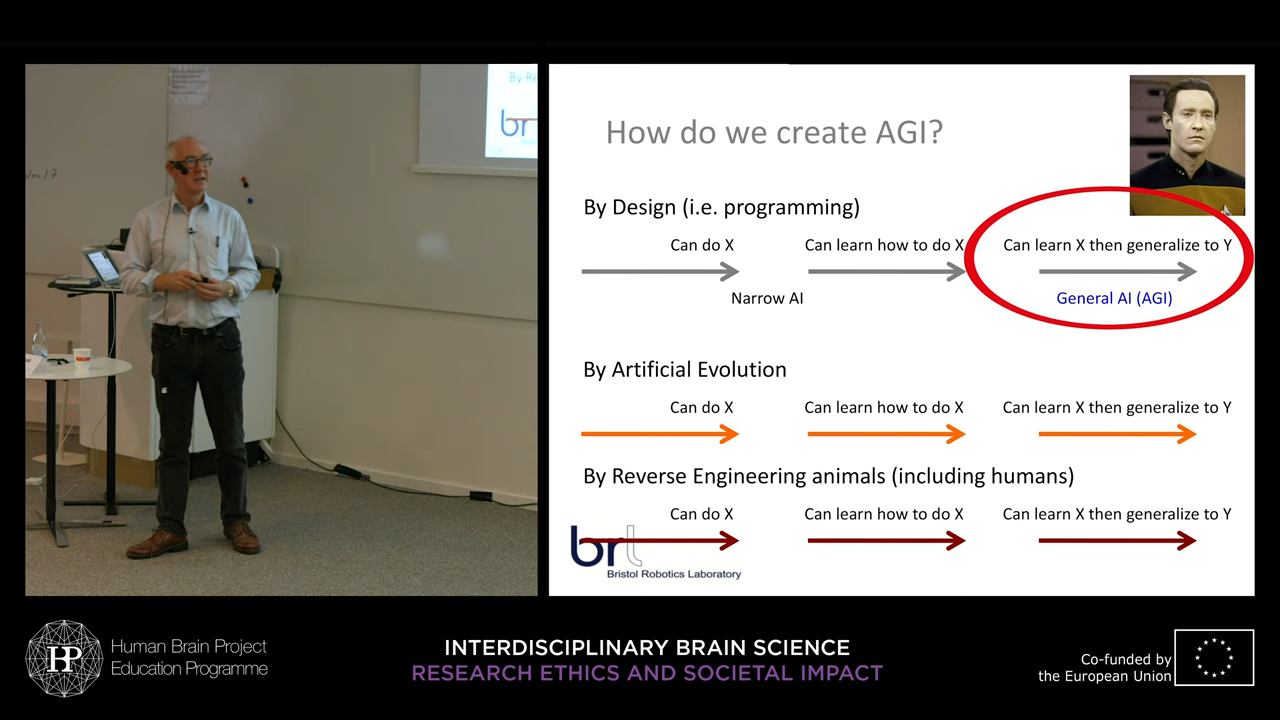 By Re
br
How do we create AGI?
By Design (i.e. programming)
Can do X
Can learn how to do X
Can learn X then generalize to Y
Narrow AI
General AI (AGI)
By Artificial Evolution
Can do X
Can learn how to do X
Can learn X then generalize to Y
By Reverse Engineering animals (including humans)
Can do X
Can learn how to do X
Can learn X then generalize to Y
brl
Bristol Robotics Laboratory
HBP
Human Brain Project
Education Programme
INTERDISCIPLINARY BRAIN SCIENCE
RESEARCH ETHICS AND SOCIETAL IMPACT
Co-funded by
the European Union